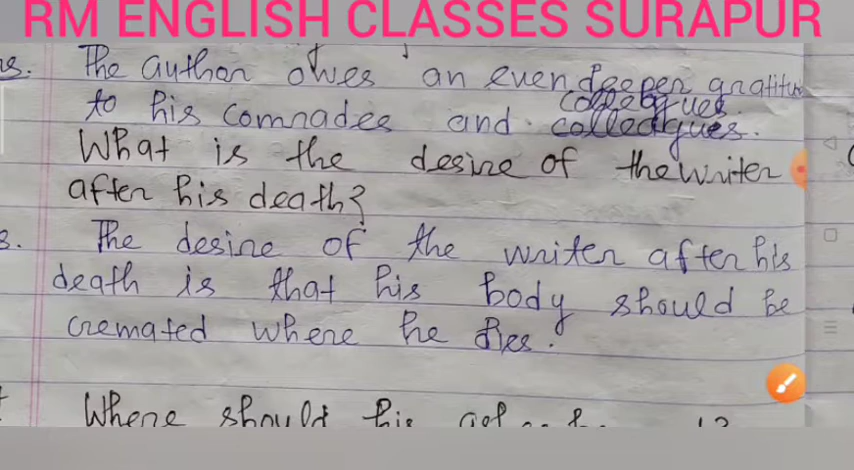 RM ENGLISH CLASSES SURAPUR
ns. The author owes an even deeper gratitu
colleagues.
to his comrades and colleagues.
What is the desire of the writer
after his death?
s. The desire of the writer after his
death is that his body should be
cremated where he dies.
Where should his